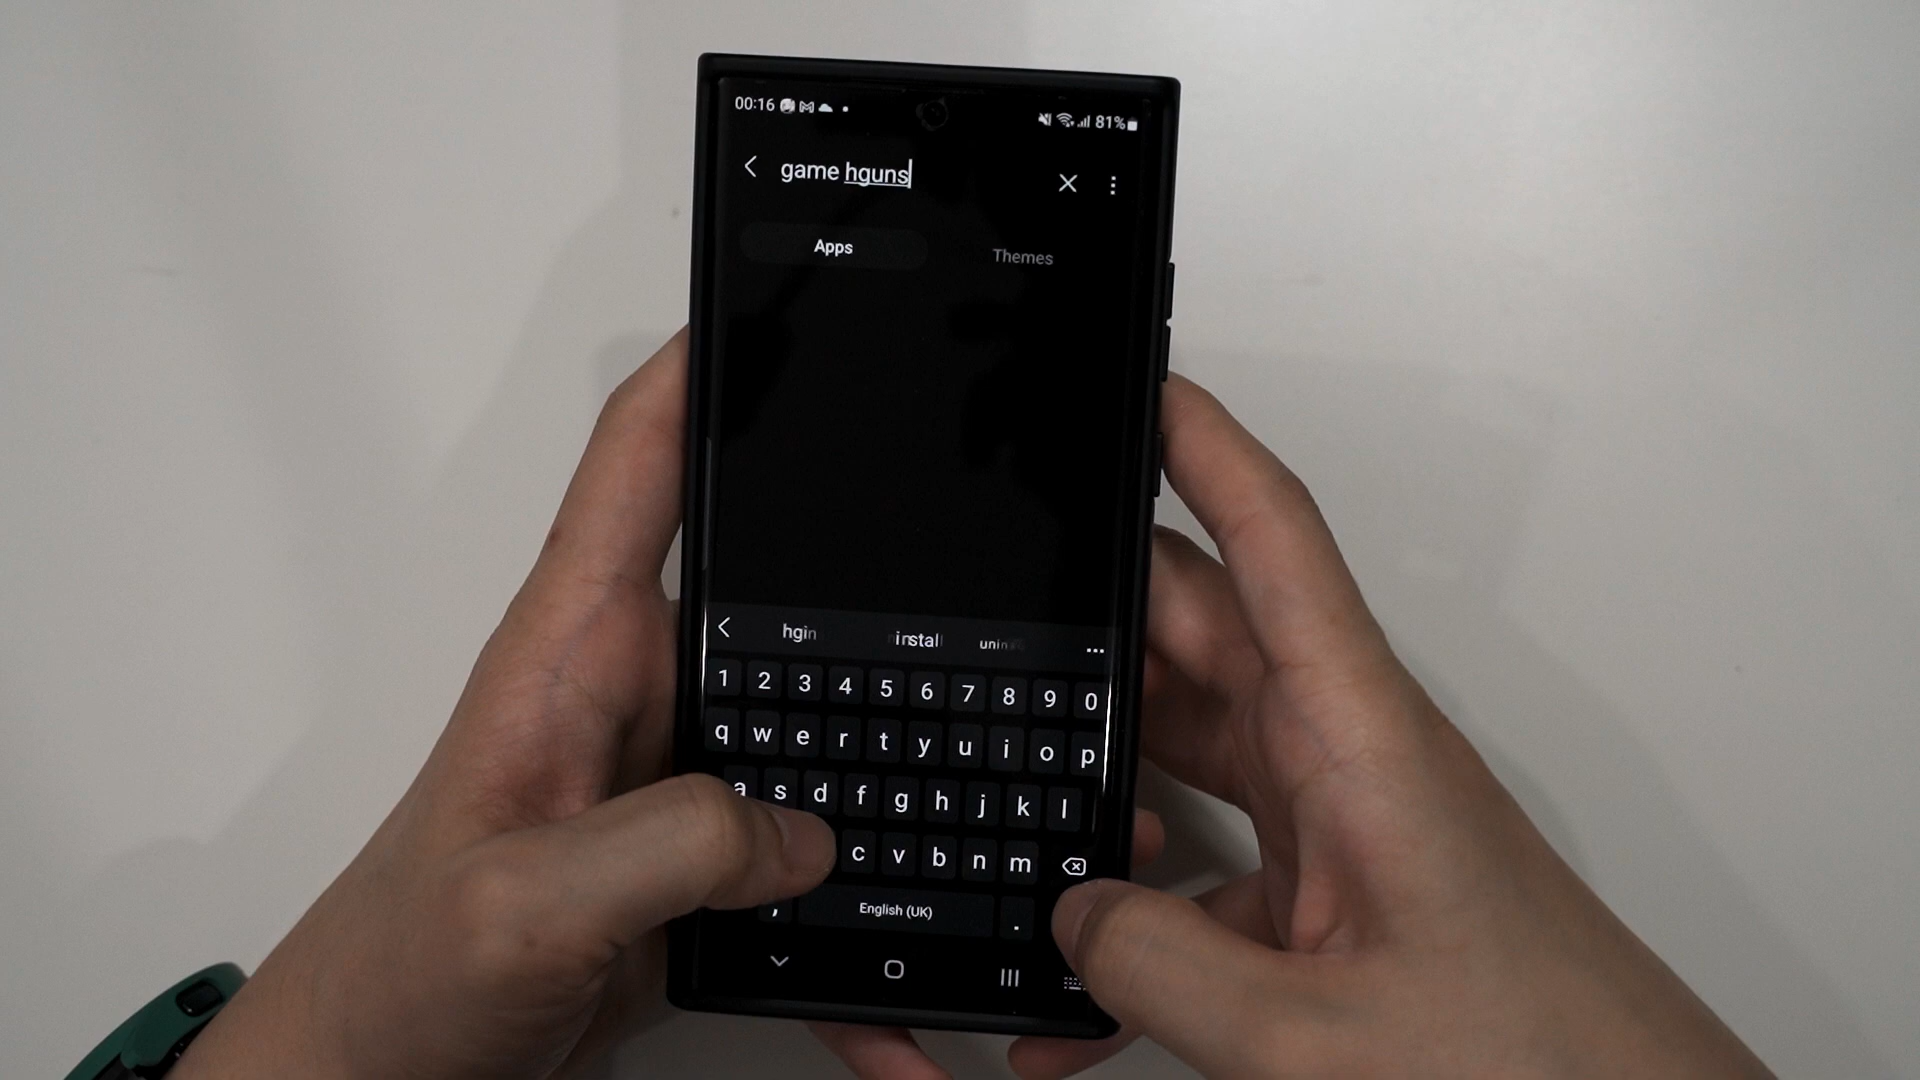 00:16 81%
game hguns
Apps Themes
install
1 2 3 4 5 6 7 8 9 0
q w e r t y u i o p
a s d f g h j k l
c v b n m
, English (UK) .